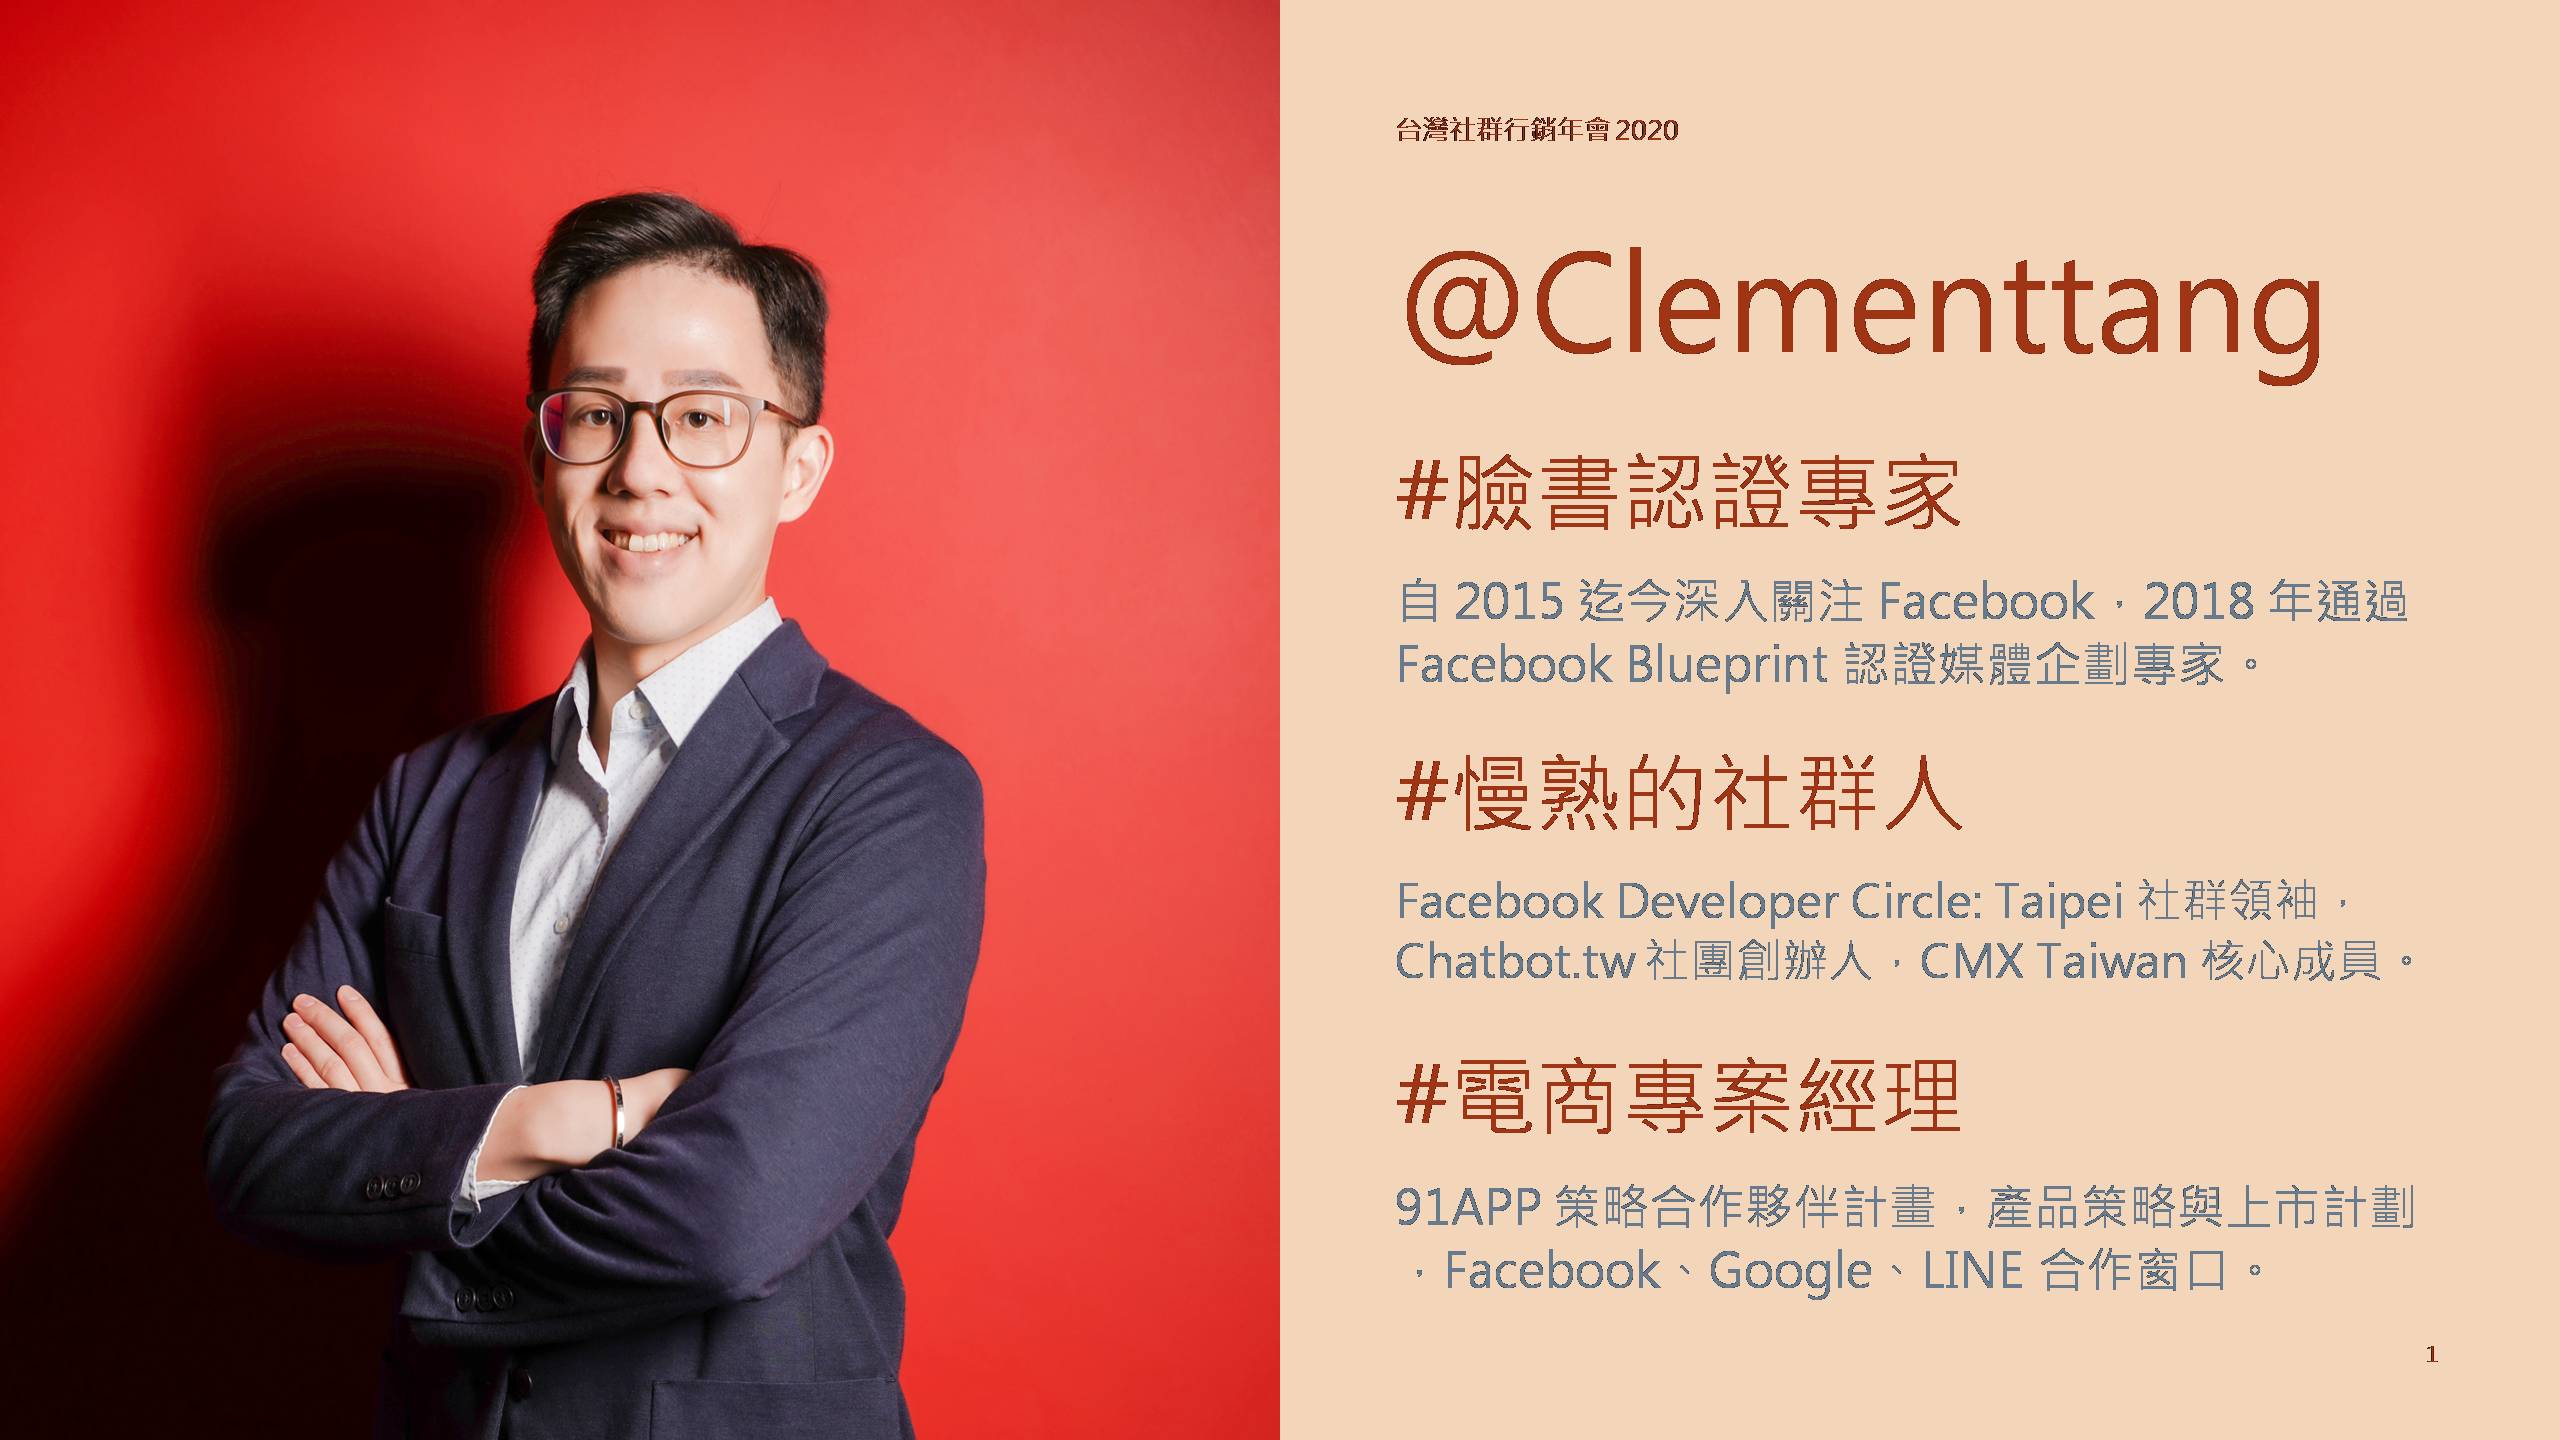 台灣社群行銷年會2020
@Clementtang
#臉書認證專家
自 2015 迄今深入關注 Facebook，2018 年通過
Facebook Blueprint 認證媒體企劃專家。
#慢熟的社群人
Facebook Developer Circle: Taipei 社群領袖，
Chatbot.tw 社團創辦人，CMX Taiwan 核心成員。
#電商專案經理
91APP 策略合作夥伴計畫，產品策略與上市計劃
，Facebook、Google、LINE 合作窗口。
1